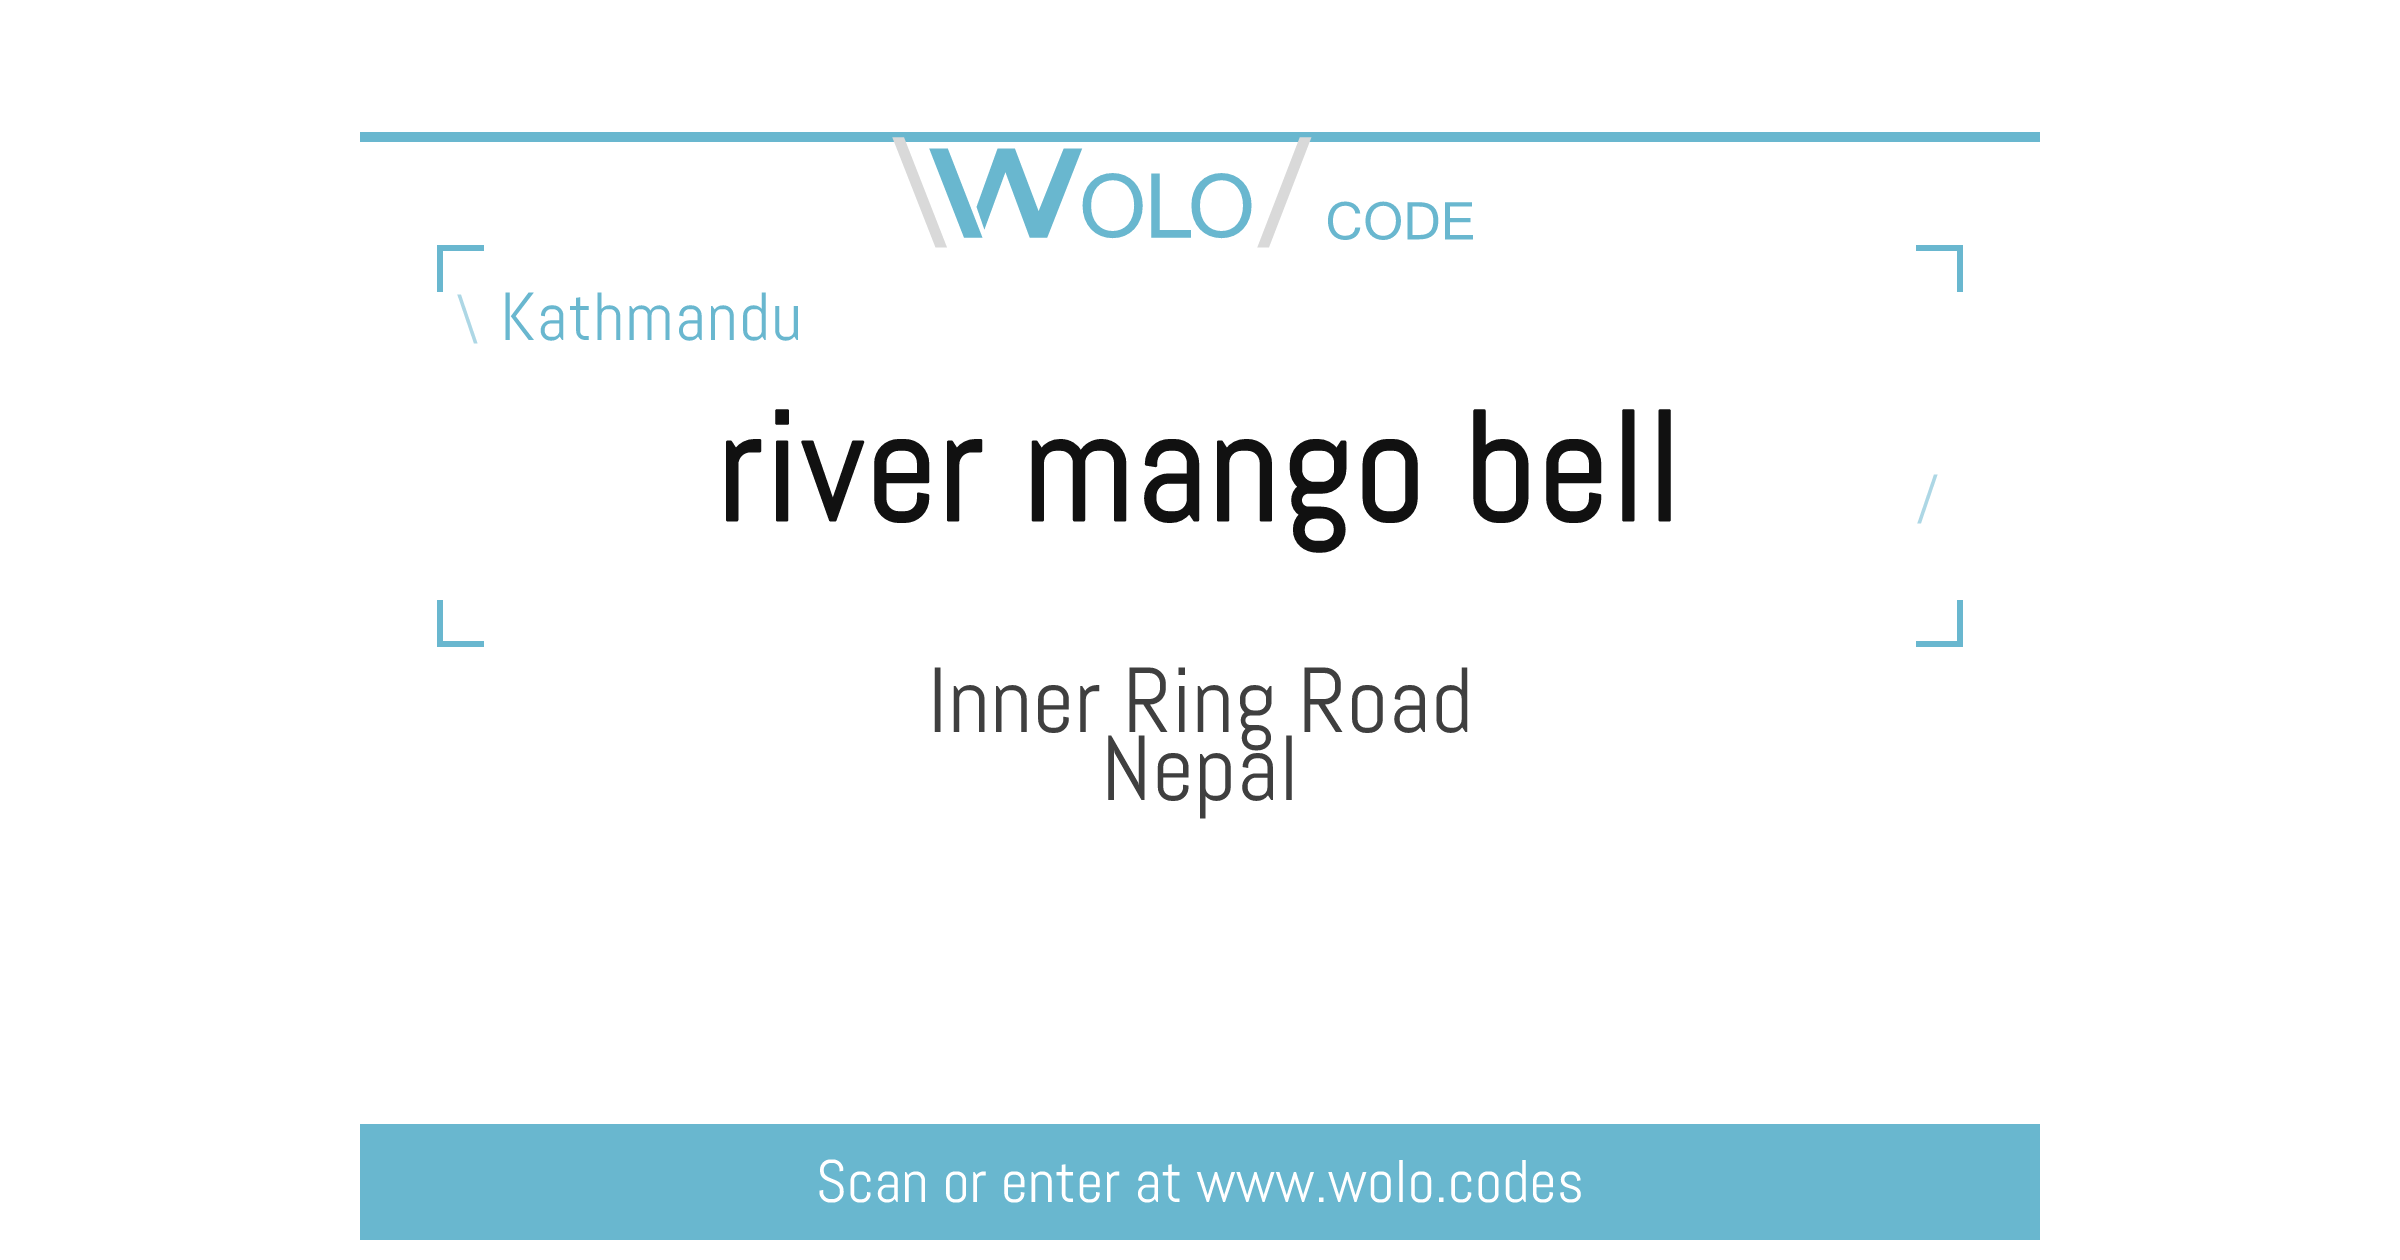 \WOLO/ CODE
\ Kathmandu
river mango bell /
Inner Ring Road
Nepal
Scan or enter at www.wolo.codes